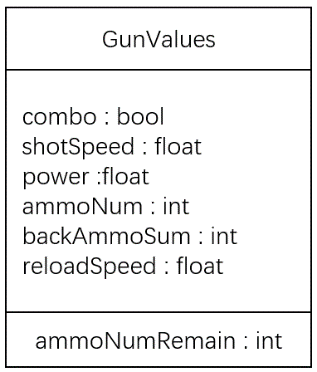 GunValues
combo : bool
shotSpeed : float
power :float
ammoNum : int
backAmmoSum : int
reloadSpeed : float
ammoNumRemain : int